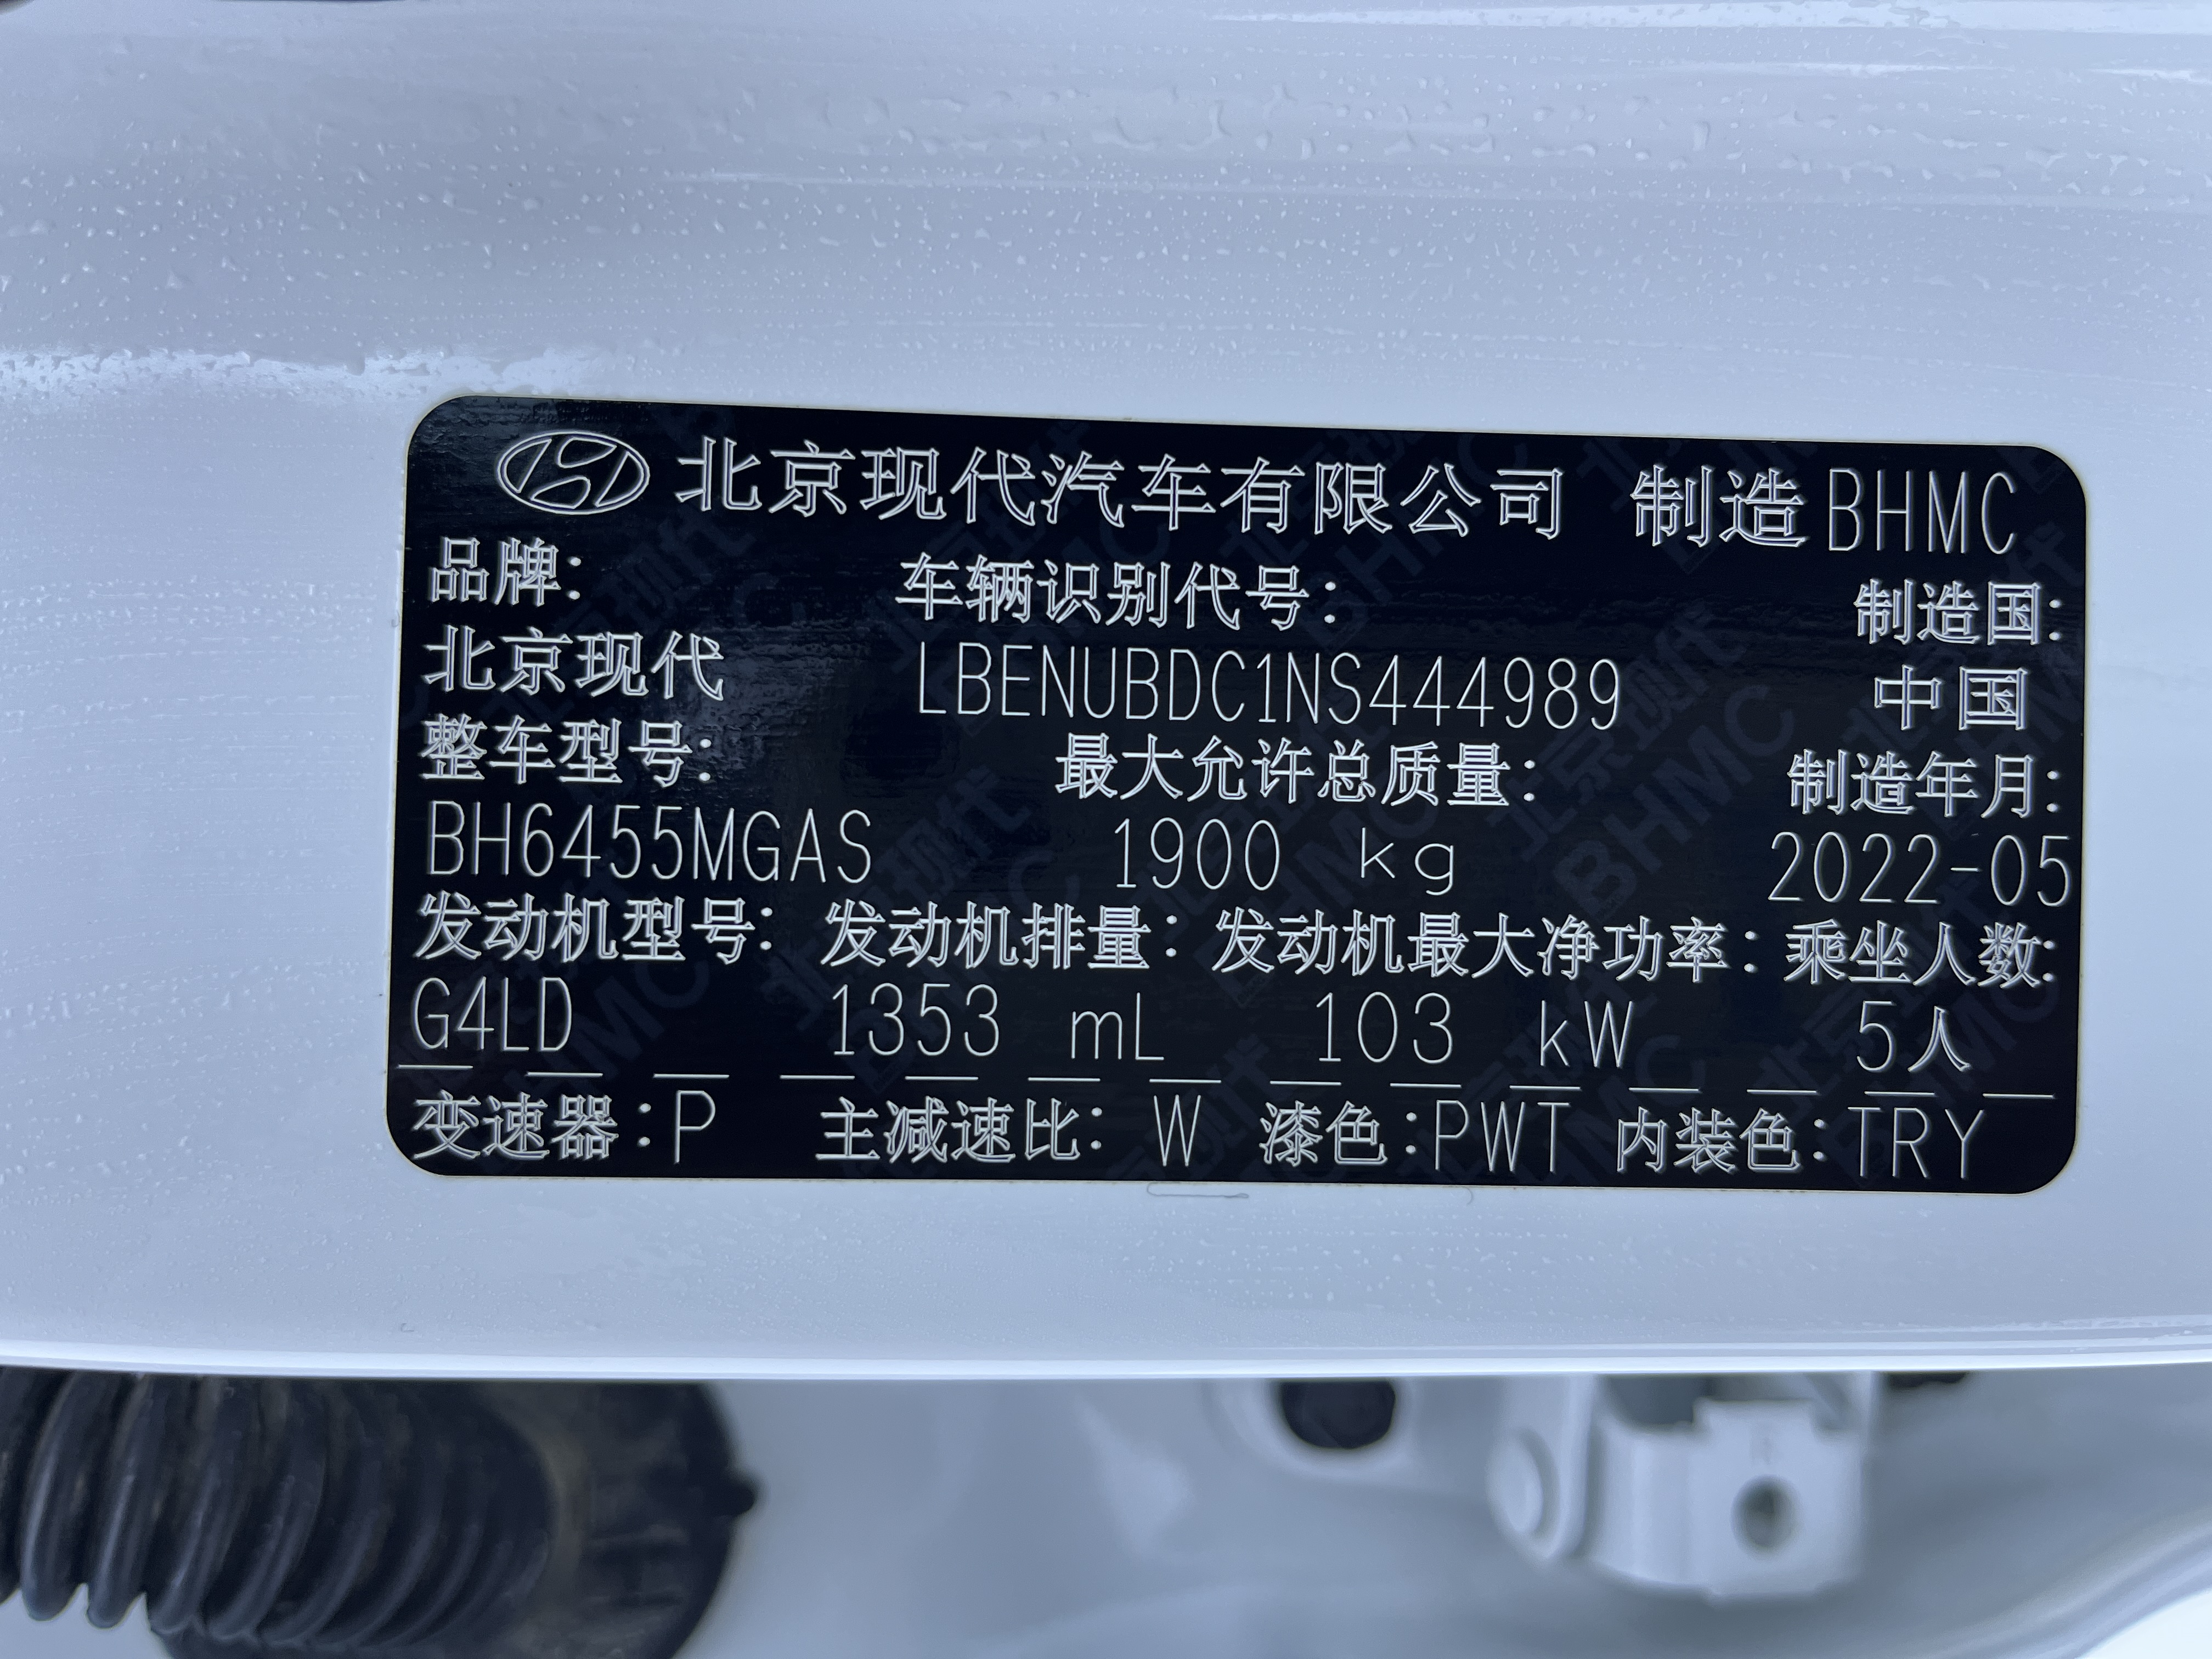 北京现代汽车有限公司 制造 BHMC
品牌: 车辆识别代号: 制造国:
北京现代 LBENUBDC1NS444989 中国
整车型号: 最大允许总质量: 制造年月:
BH6455MGAS 1900 kg 2022-05
发动机型号: 发动机排量: 发动机最大净功率: 乘坐人数:
G4LD 1353 mL 103 kW 5人
变速器:P 主减速比: W 漆色:PWT 内装色:TRY